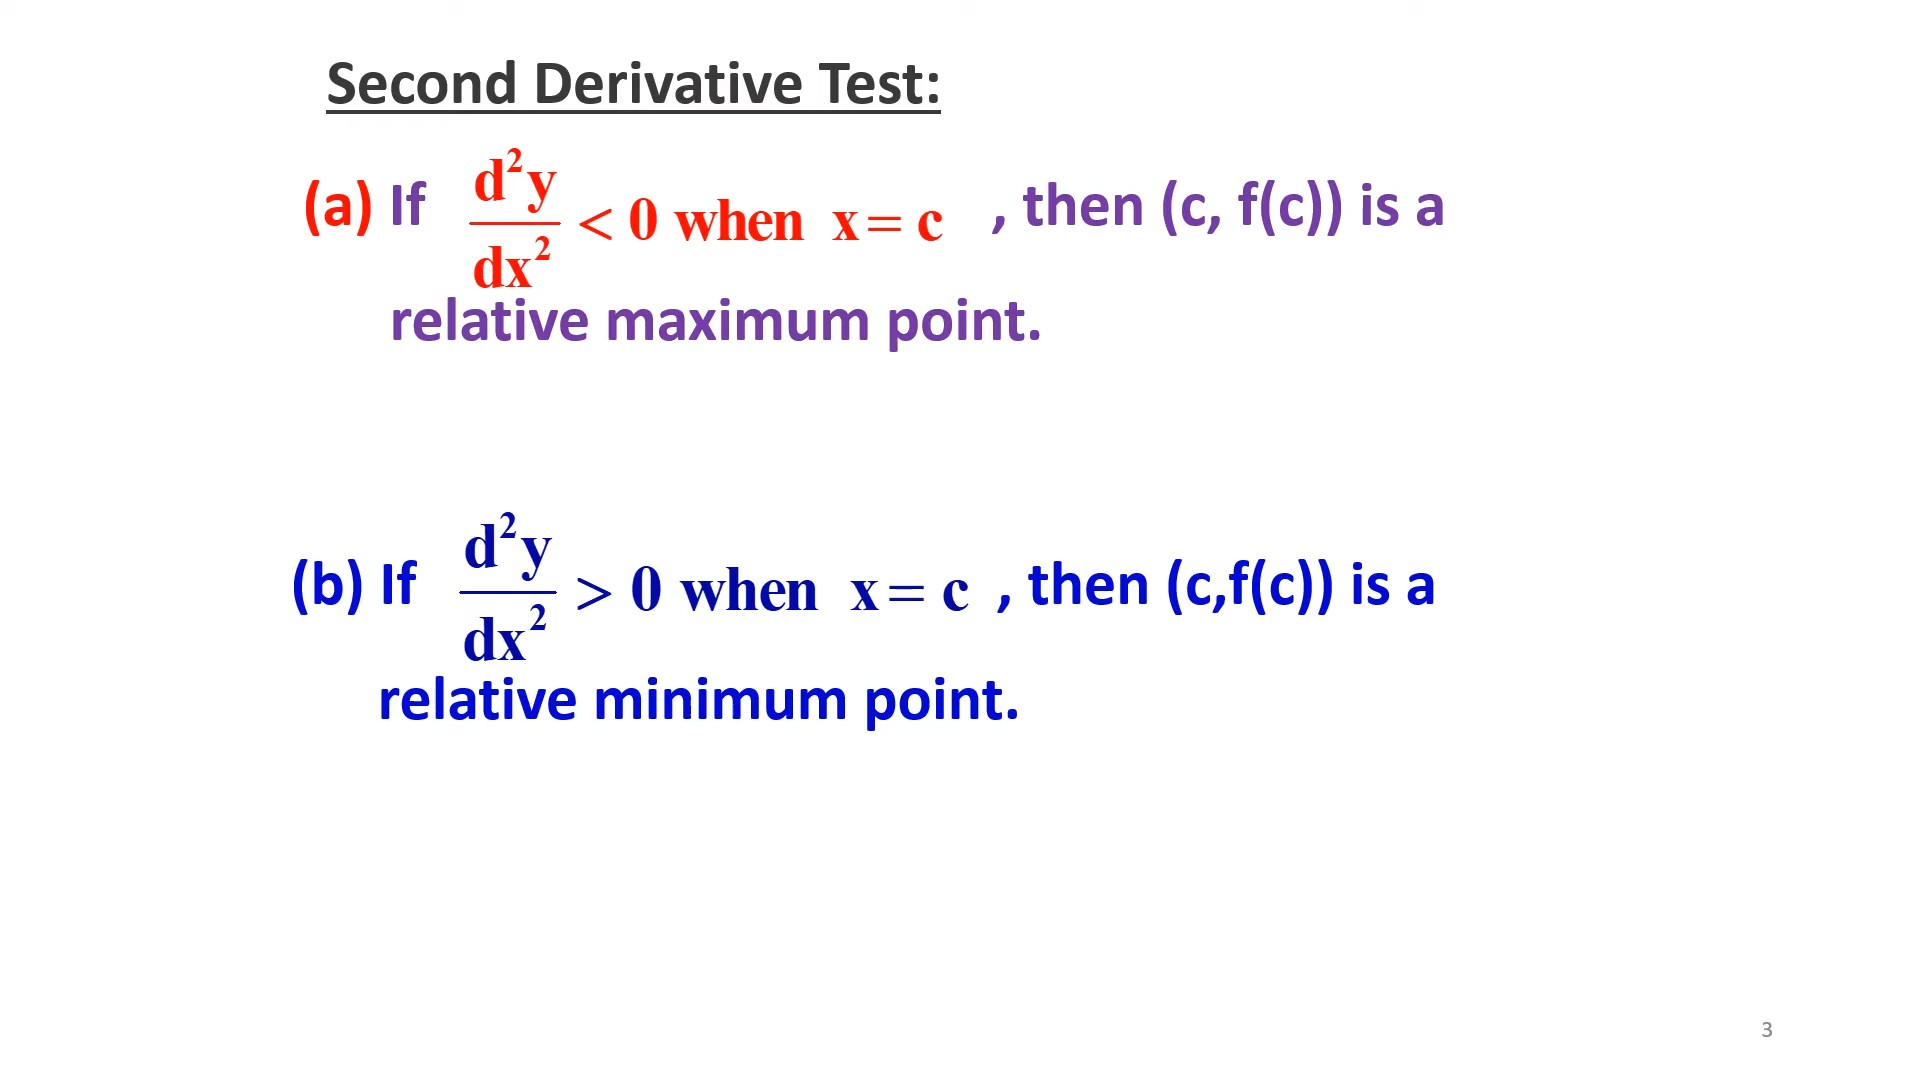 Second Derivative Test:
(a) If d²y/dx² < 0 when x = c , then (c, f(c)) is a
relative maximum point.
(b) If d²y/dx² > 0 when x = c , then (c,f(c)) is a
relative minimum point.
3